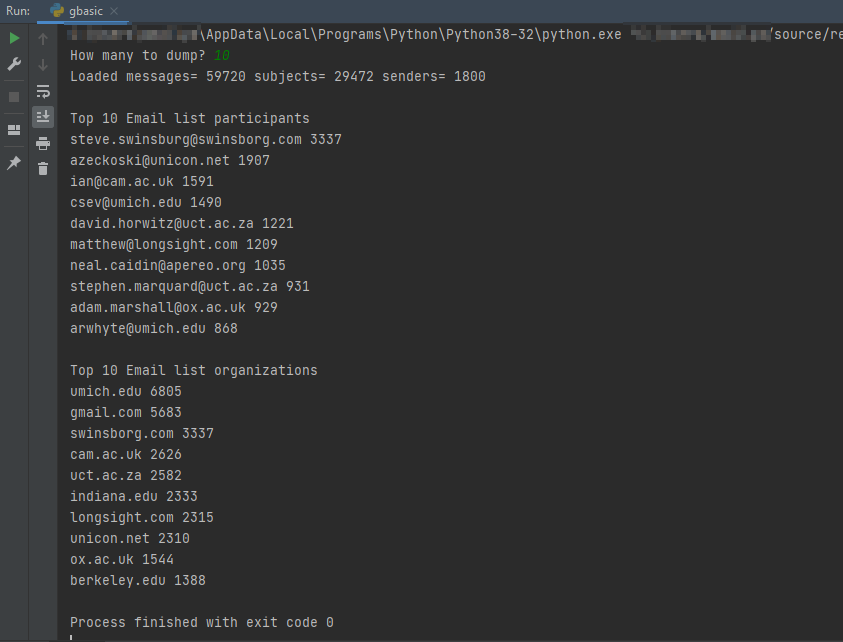 Run: gbasic
\AppData\Local\Programs\Python\Python38-32\python.exe /source/re
How many to dump? 10
Loaded messages= 59720 subjects= 29472 senders= 1800
Top 10 Email list participants
steve.swinsburg@swinsborg.com 3337
azeckoski@unicon.net 1907
ian@cam.ac.uk 1591
csev@umich.edu 1490
david.horwitz@uct.ac.za 1221
matthew@longsight.com 1209
neal.caidin@apereo.org 1035
stephen.marquard@uct.ac.za 931
adam.marshall@ox.ac.uk 929
arwhyte@umich.edu 868
Top 10 Email list organizations
umich.edu 6805
gmail.com 5683
swinsborg.com 3337
cam.ac.uk 2626
uct.ac.za 2582
indiana.edu 2333
longsight.com 2315
unicon.net 2310
ox.ac.uk 1544
berkeley.edu 1388
Process finished with exit code 0